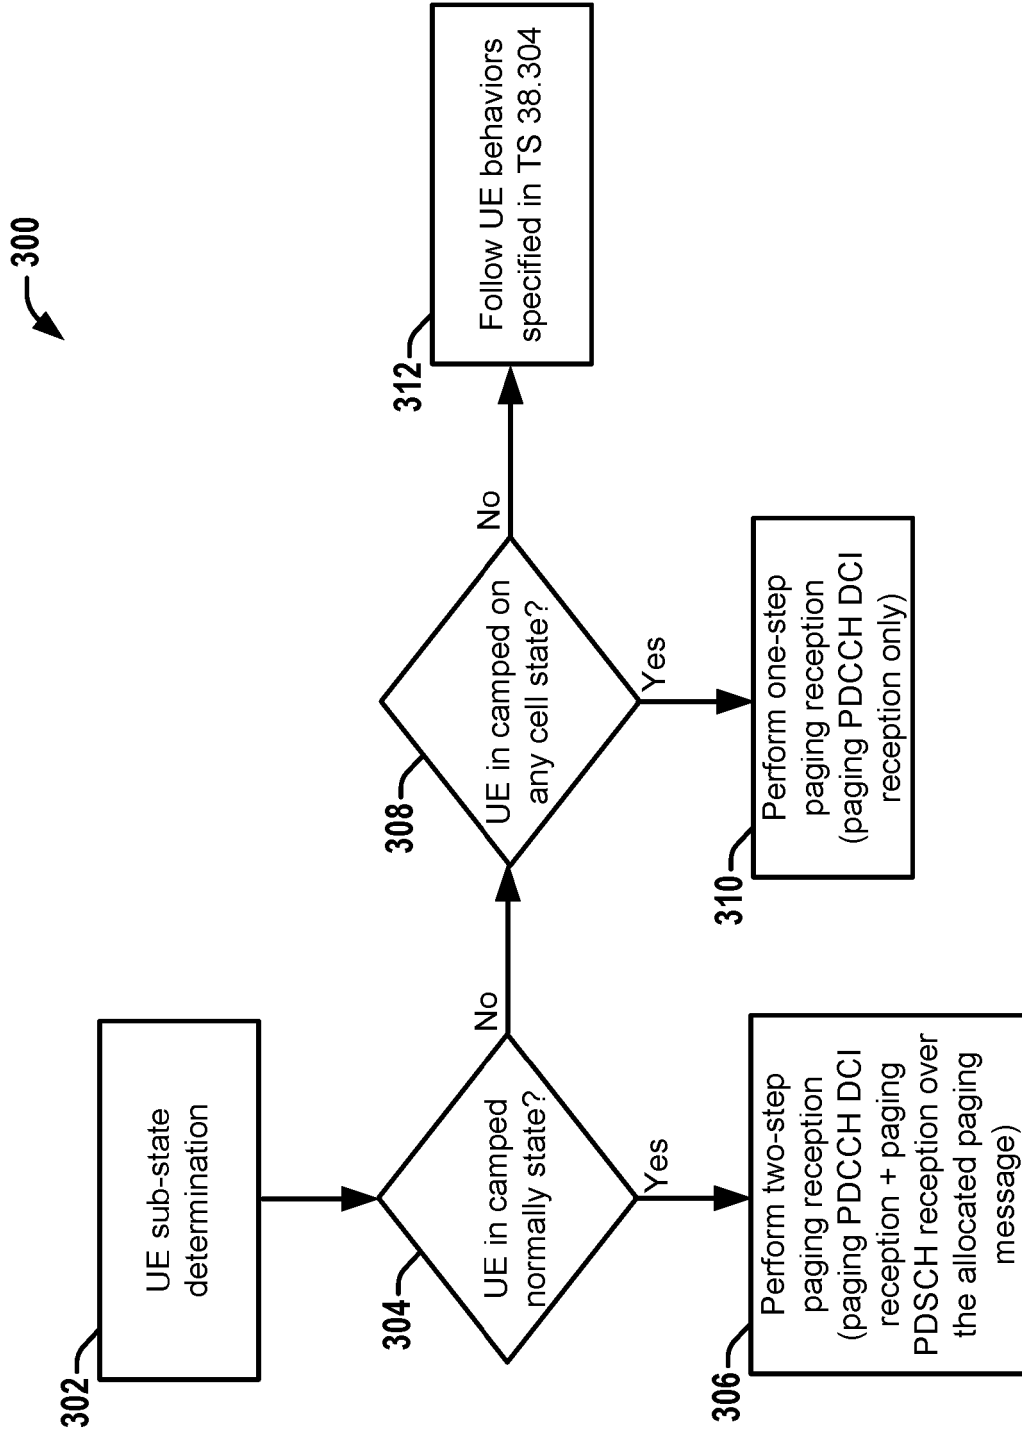 300
302
UE sub-state
determination
304
UE in camped
normally state?
No
Yes
306
Perform two-step
paging reception
(paging PDCCH DCI
reception + paging
PDSCH reception over
the allocated paging
message)
308
UE in camped on
any cell state?
No
Yes
310
Perform one-step
paging reception
(paging PDCCH DCI
reception only)
312
Follow UE behaviors
specified in TS 38.304